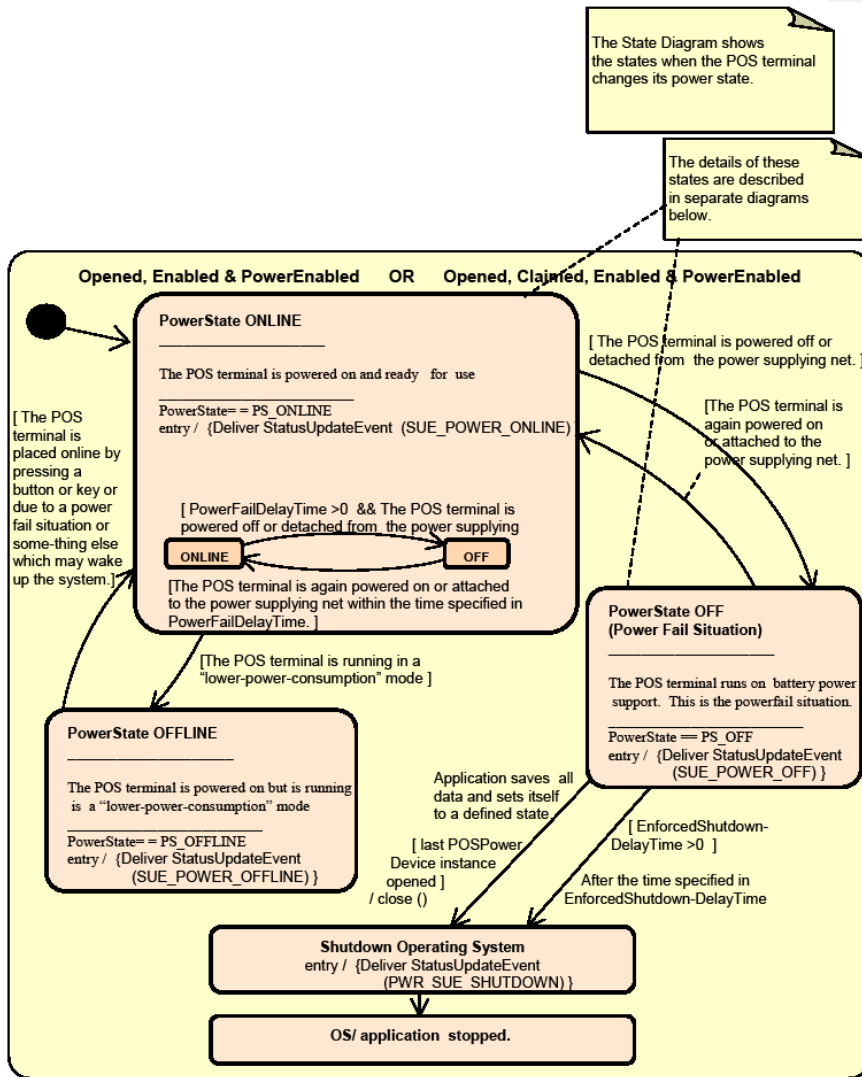 The State Diagram shows
the states when the POS terminal
changes its power state.
The details of these
states are described
in separate diagrams
below.
Opened, Enabled & PowerEnabled OR Opened, Claimed, Enabled & PowerEnabled
PowerState ONLINE
The POS terminal is powered on and ready for use
PowerState= = PS_ONLINE
entry / {Deliver StatusUpdateEvent (SUE_POWER_ONLINE)
[ PowerFailDelayTime >0 && The POS terminal is
powered off or detached from the power supplying
ONLINE
OFF
[The POS terminal is again powered on or attached
to the power supplying net within the time specified in
PowerFailDelayTime. ]
[ The POS terminal is powered off or
detached from the power supplying net. ]
[The POS terminal is
again powered on
or attached to the
power supplying net. ]
[ The POS
terminal is
placed online by
pressing a
button or key or
due to a power
fail situation or
some-thing else
which may wake
up the system.]
[The POS terminal is running in a
“lower-power-consumption” mode ]
PowerState OFF
(Power Fail Situation)
The POS terminal runs on battery power
support. This is the powerfail situation.
PowerState == PS_OFF
entry / {Deliver StatusUpdateEvent
(SUE_POWER_OFF) }
PowerState OFFLINE
The POS terminal is powered on but is running
is a “lower-power-consumption” mode
PowerState= = PS_OFFLINE
entry / {Deliver StatusUpdateEvent
(SUE_POWER_OFFLINE) }
Application saves all
data and sets itself
to a defined state.
[ last POSPower
Device instance
opened ]
/ close ()
[ EnforcedShutdown-
DelayTime >0 ]
After the time specified in
EnforcedShutdown-DelayTime
Shutdown Operating System
entry / {Deliver StatusUpdateEvent
(PWR_SUE_SHUTDOWN) }
OS/ application stopped.